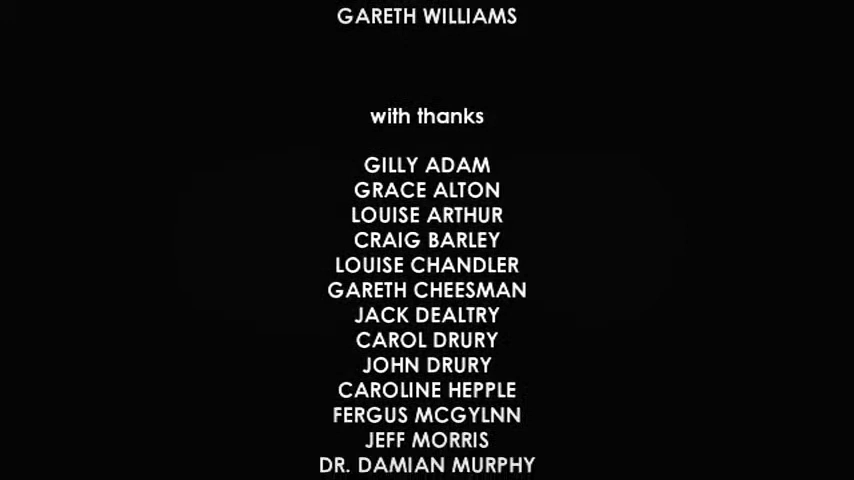 GARETH WILLIAMS
with thanks
GILLY ADAM
GRACE ALTON
LOUISE ARTHUR
CRAIG BARLEY
LOUISE CHANDLER
GARETH CHEESMAN
JACK DEALTRY
CAROL DRURY
JOHN DRURY
CAROLINE HEPPLE
FERGUS MCGYLNN
JEFF MORRIS
DR. DAMIAN MURPHY